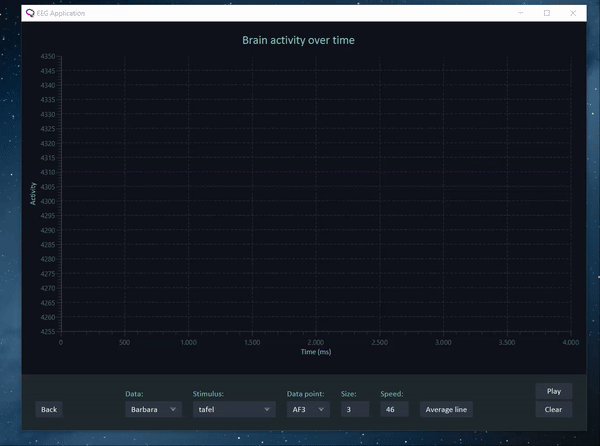 EEG Application
Brain activity over time
4350
4345
4340
4335
4330
4325
4320
4315
4310
4305
4300
4295
4290
4285
4280
4275
4270
4265
4260
4255
Activity
0 500 1,000 1,500 2,000 2,500 3,000 3,500 4,000
Time (ms)
Data: Stimulus: Data point: Size: Speed: Play
Back Barbara tafel AF3 3 46 Average line Clear